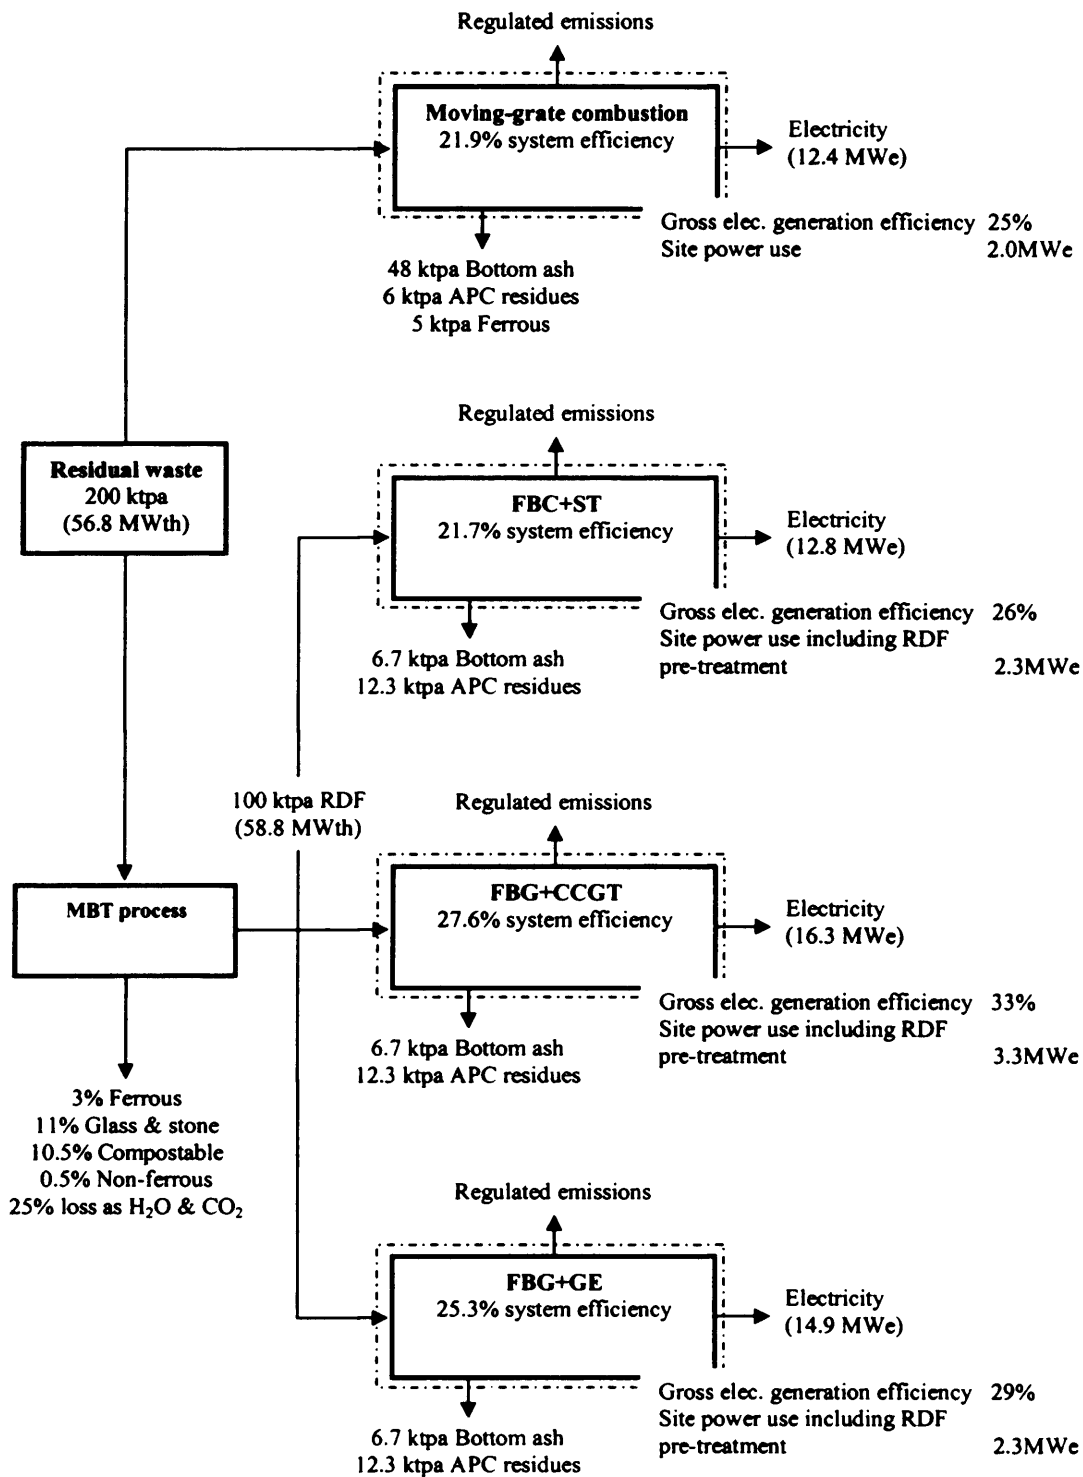 Regulated emissions
Moving-grate combustion
21.9% system efficiency
Electricity
(12.4 MWe)
Gross elec. generation efficiency 25%
Site power use 2.0MWe
48 ktpa Bottom ash
6 ktpa APC residues
5 ktpa Ferrous
Residual waste
200 ktpa
(56.8 MWth)
Regulated emissions
FBC+ST
21.7% system efficiency
Electricity
(12.8 MWe)
Gross elec. generation efficiency 26%
Site power use including RDF
pre-treatment 2.3MWe
6.7 ktpa Bottom ash
12.3 ktpa APC residues
100 ktpa RDF
(58.8 MWth)
MBT process
3% Ferrous
11% Glass & stone
10.5% Compostable
0.5% Non-ferrous
25% loss as H₂O & CO₂
Regulated emissions
FBG+CCGT
27.6% system efficiency
Electricity
(16.3 MWe)
Gross elec. generation efficiency 33%
Site power use including RDF
pre-treatment 3.3MWe
6.7 ktpa Bottom ash
12.3 ktpa APC residues
Regulated emissions
FBG+GE
25.3% system efficiency
Electricity
(14.9 MWe)
Gross elec. generation efficiency 29%
Site power use including RDF
pre-treatment 2.3MWe
6.7 ktpa Bottom ash
12.3 ktpa APC residues